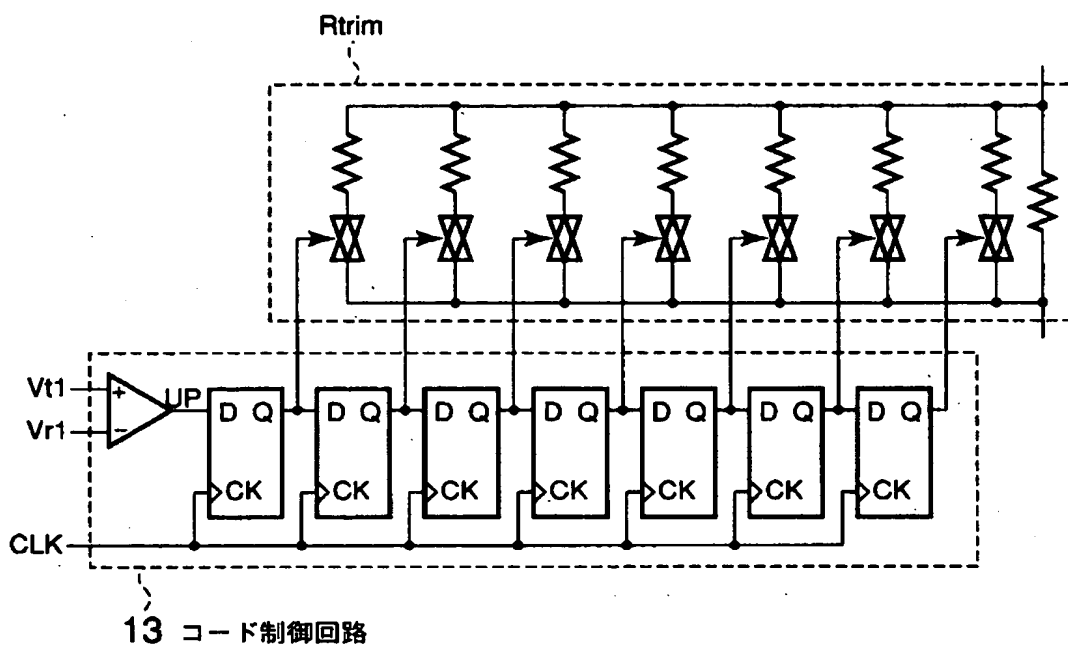 Rtrim
Vt1
+
UP
Vr1
−
D Q
CK
D Q
CK
D Q
CK
D Q
CK
D Q
CK
D Q
CK
D Q
CK
CLK
13 コード制御回路